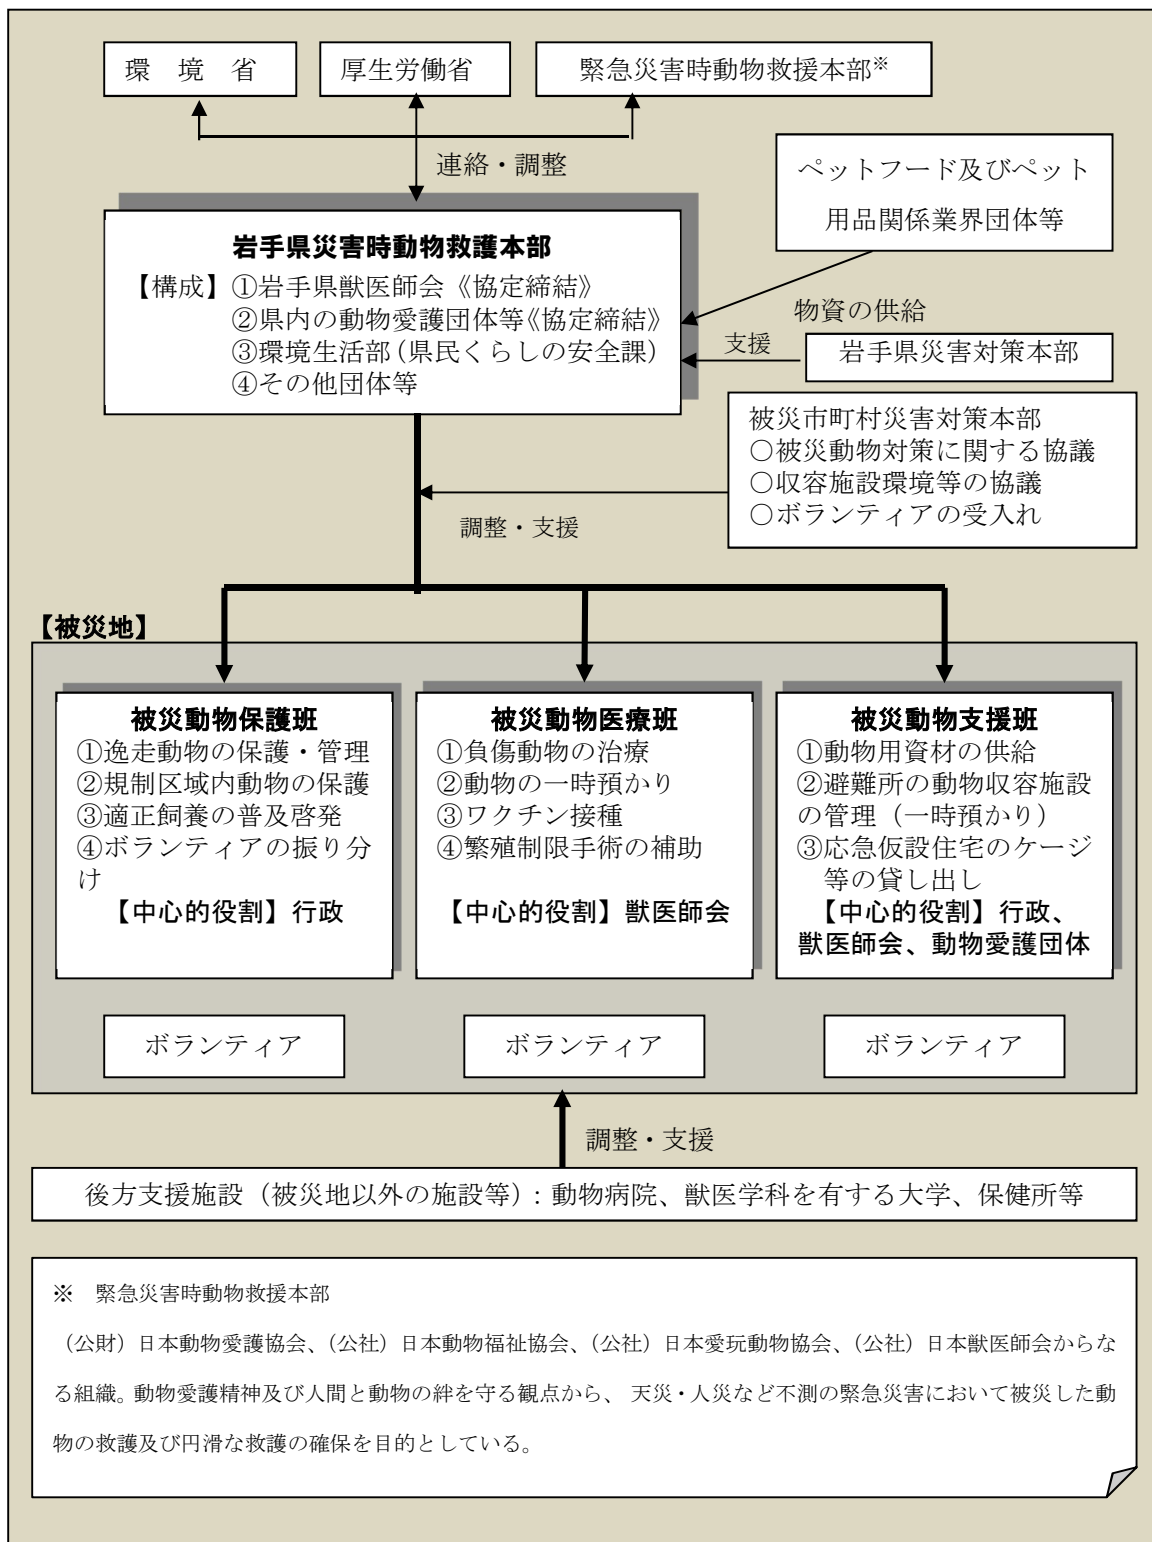 環　境　省
厚生労働省
緊急災害時動物救援本部※
連絡・調整
ペットフード及びペット
用品関係業界団体等
岩手県災害時動物救護本部
【構成】①岩手県獣医師会《協定締結》
②県内の動物愛護団体等《協定締結》
③環境生活部（県民くらしの安全課）
④その他団体等
物資の供給
支援
岩手県災害対策本部
被災市町村災害対策本部
○被災動物対策に関する協議
○収容施設環境等の協議
○ボランティアの受入れ
調整・支援
【被災地】
被災動物保護班
①逸走動物の保護・管理
②規制区域内動物の保護
③適正飼養の普及啓発
④ボランティアの振り分
け
【中心的役割】行政
被災動物医療班
①負傷動物の治療
②動物の一時預かり
③ワクチン接種
④繁殖制限手術の補助
【中心的役割】獣医師会
被災動物支援班
①動物用資材の供給
②避難所の動物収容施設
の管理（一時預かり）
③応急仮設住宅のケージ
等の貸し出し
【中心的役割】行政、
獣医師会、動物愛護団体
ボランティア
ボランティア
ボランティア
調整・支援
後方支援施設（被災地以外の施設等）：動物病院、獣医学科を有する大学、保健所等
※　緊急災害時動物救援本部
（公財）日本動物愛護協会、（公社）日本動物福祉協会、（公社）日本愛玩動物協会、（公社）日本獣医師会からな
る組織。動物愛護精神及び人間と動物の絆を守る観点から、 天災・人災など不測の緊急災害において被災した動
物の救護及び円滑な救護の確保を目的としている。